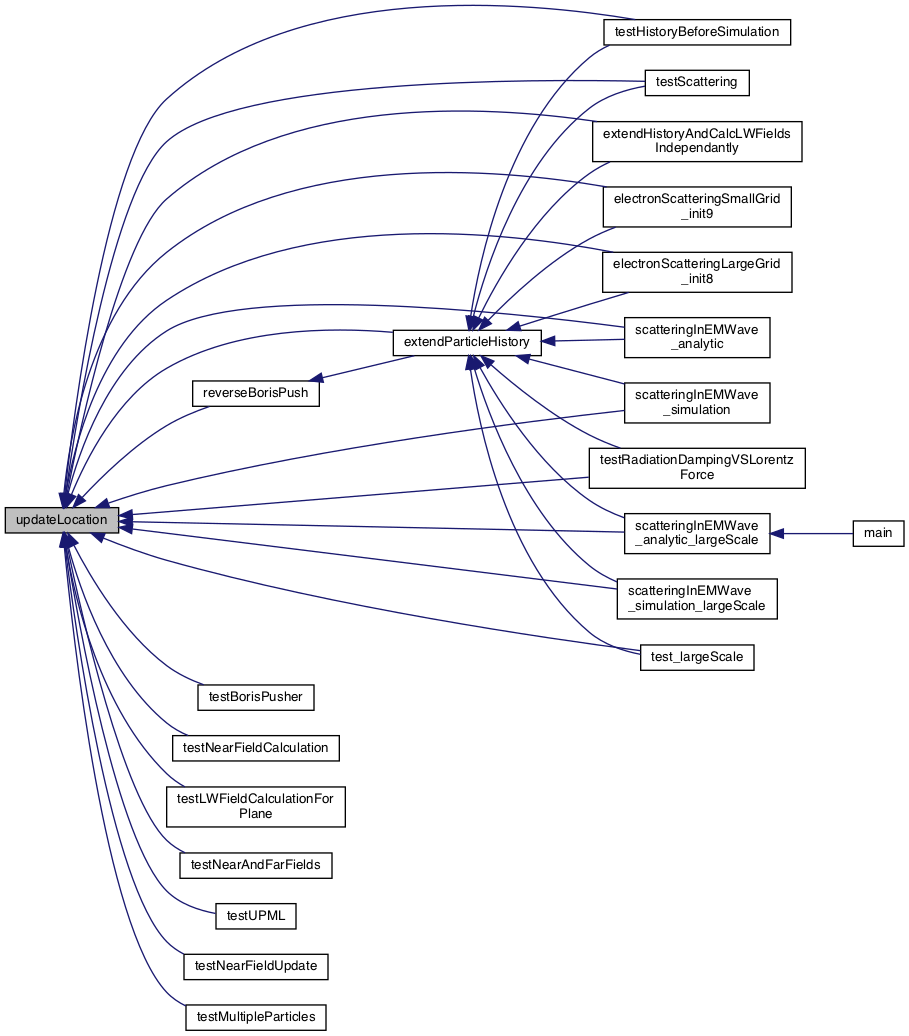 testHistoryBeforeSimulation
testScattering
extendHistoryAndCalcLWFields
Independantly
electronScatteringSmallGrid
_init9
electronScatteringLargeGrid
_init8
scatteringInEMWave
_analytic
extendParticleHistory
reverseBorisPush
scatteringInEMWave
_simulation
testRadiationDampingVSLorentz
Force
updateLocation
scatteringInEMWave
_analytic_largeScale
main
scatteringInEMWave
_simulation_largeScale
test_largeScale
testBorisPusher
testNearFieldCalculation
testLWFieldCalculationFor
Plane
testNearAndFarFields
testUPML
testNearFieldUpdate
testMultipleParticles